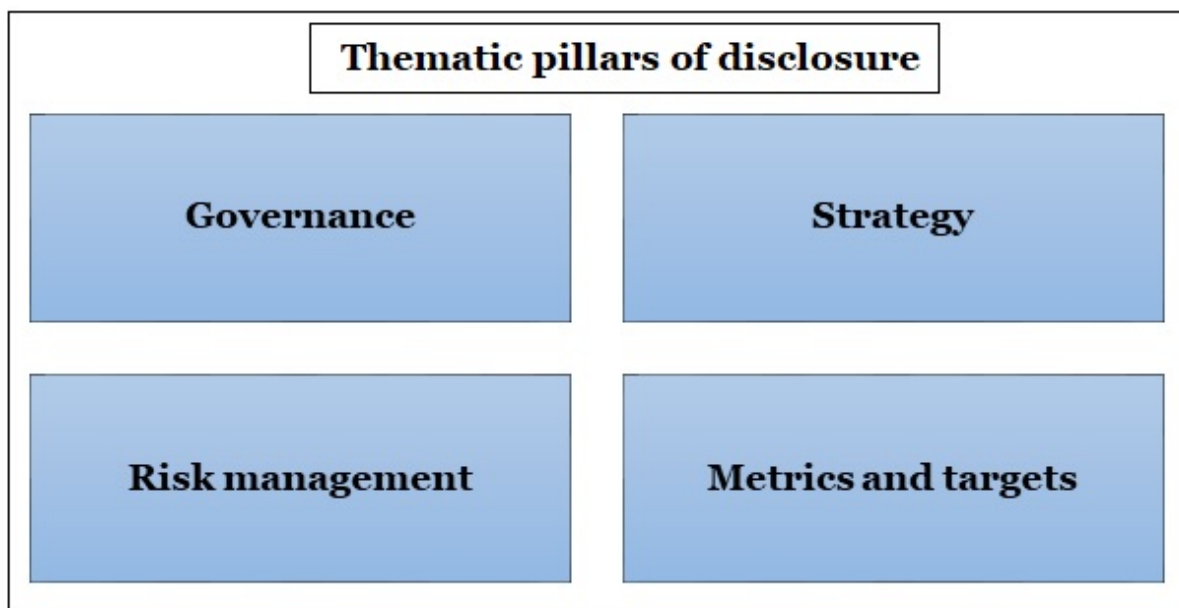 Thematic pillars of disclosure
Governance
Strategy
Risk management
Metrics and targets